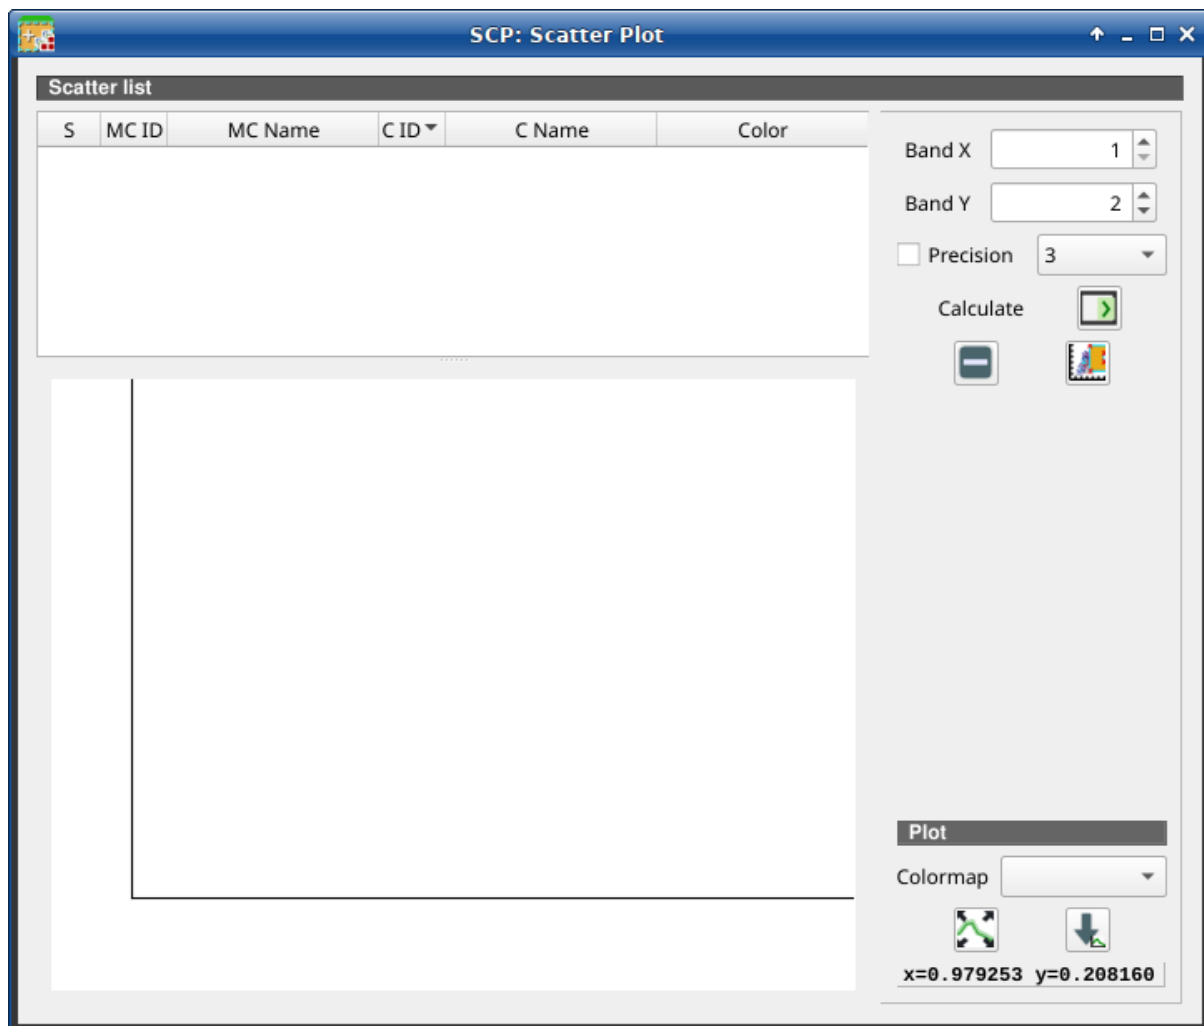 SCP: Scatter Plot
Scatter list
S MC ID MC Name C ID C Name Color
Band X 1
Band Y 2
Precision 3
Calculate
Plot
Colormap
x=0.979253 y=0.208160